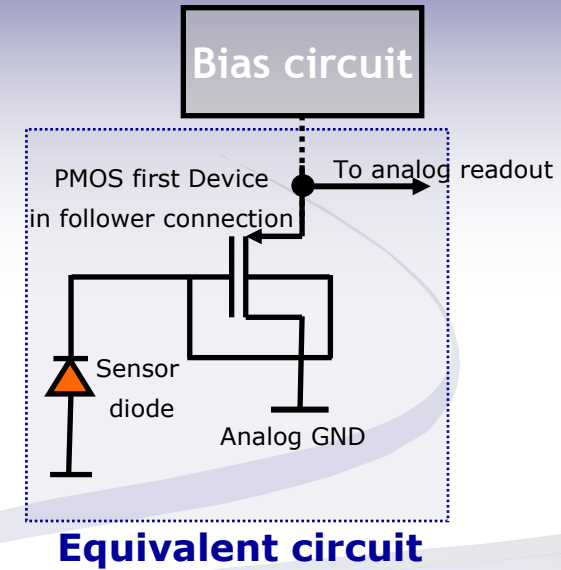 Bias circuit
PMOS first Device
in follower connection
To analog readout
Sensor
diode
Analog GND
Equivalent circuit